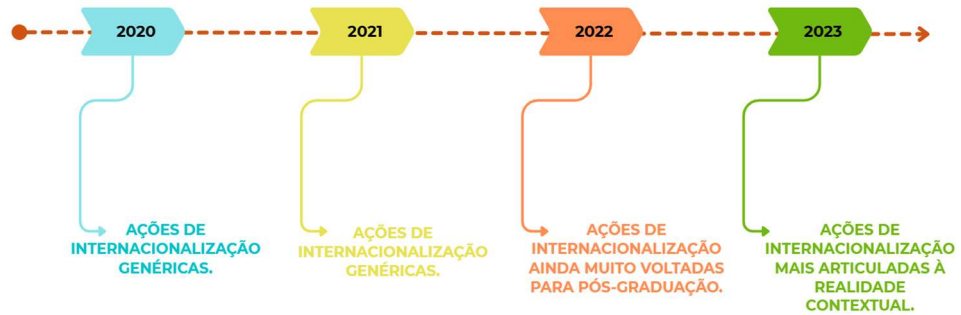 2020
2021
2022
2023
AÇÕES DE
INTERNACIONALIZAÇÃO
GENÉRICAS.
AÇÕES DE
INTERNACIONALIZAÇÃO
GENÉRICAS.
AÇÕES DE
INTERNACIONALIZAÇÃO
AINDA MUITO VOLTADAS
PARA PÓS-GRADUAÇÃO.
AÇÕES DE
INTERNACIONALIZAÇÃO
MAIS ARTICULADAS À
REALIDADE
CONTEXTUAL.